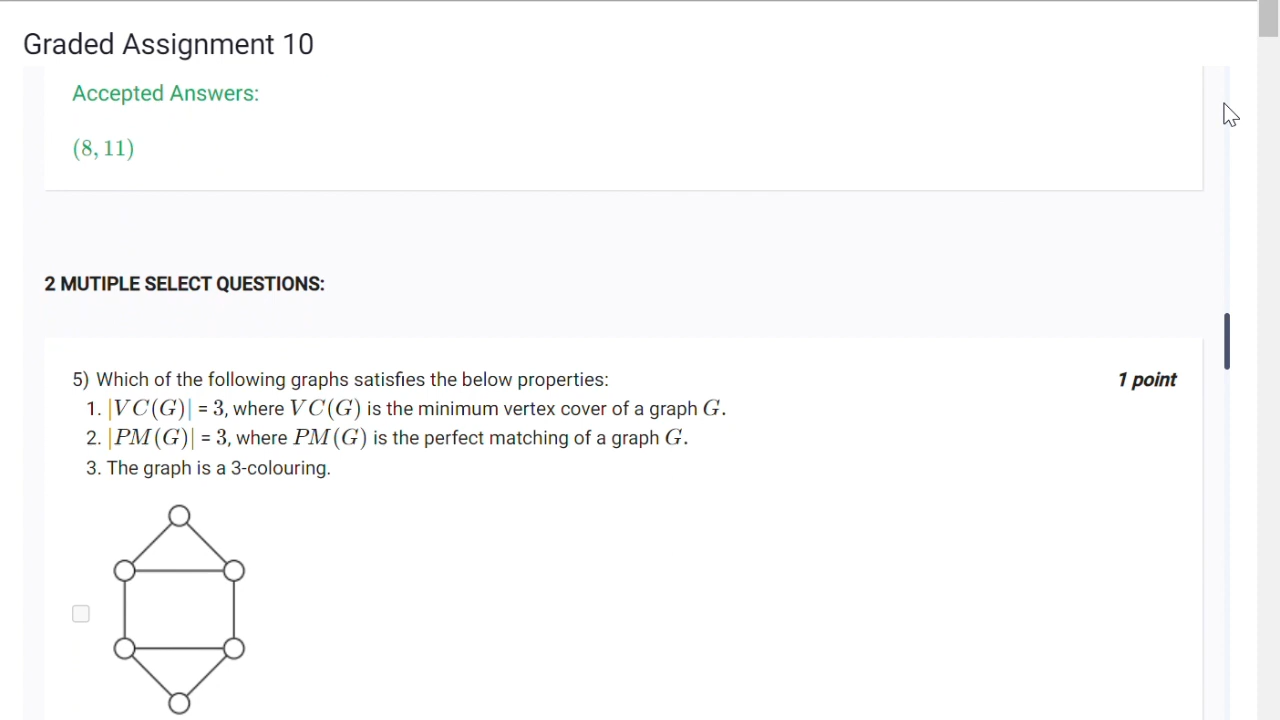 Graded Assignment 10
Accepted Answers:
(8, 11)
2 MUTIPLE SELECT QUESTIONS:
5) Which of the following graphs satisfies the below properties: 1 point
1. |VC(G)| = 3, where VC(G) is the minimum vertex cover of a graph G.
2. |PM(G)| = 3, where PM(G) is the perfect matching of a graph G.
3. The graph is a 3-colouring.